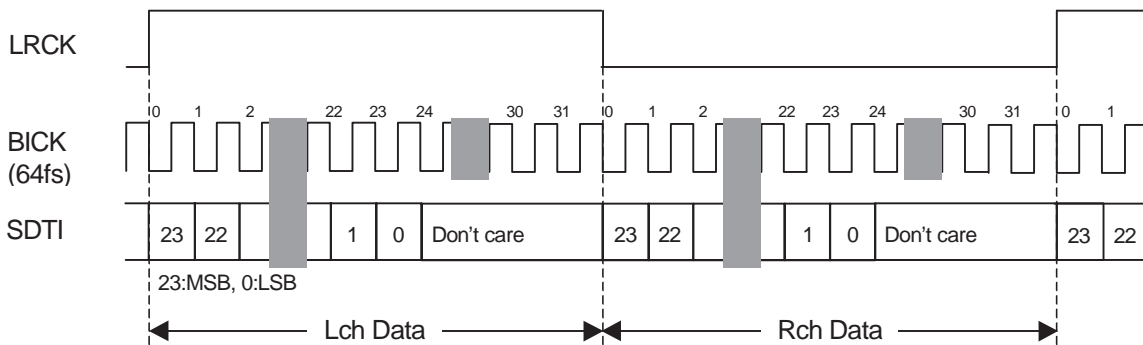 LRCK
0 1 2 22 23 24 30 31 0 1 2 22 23 24 30 31 0 1
BICK
(64fs)
SDTI 23 22 1 0 Don't care 23 22 1 0 Don't care 23 22
23:MSB, 0:LSB
Lch Data Rch Data